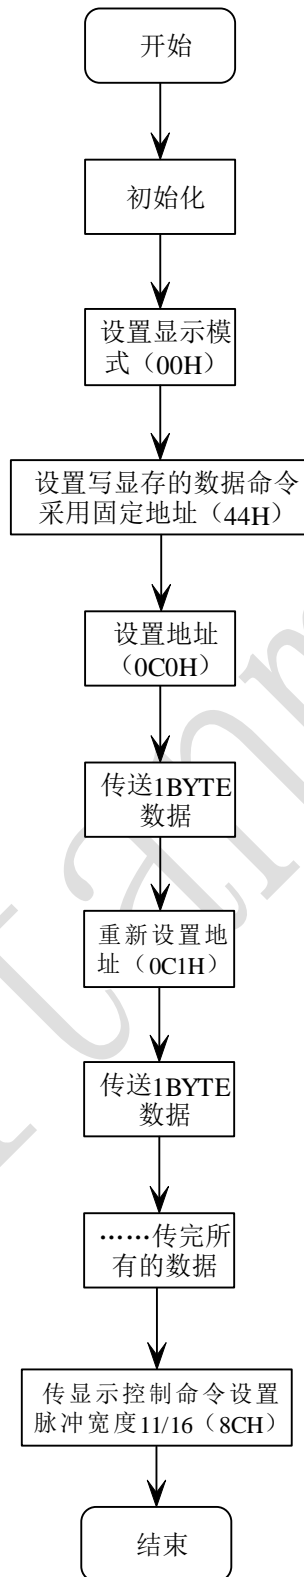 开始
初始化
设置显示模
式（00H）
设置写显存的数据命令
采用固定地址（44H）
设置地址
（0C0H）
传送1BYTE
数据
重新设置地
址（0C1H）
传送1BYTE
数据
……传完所
有的数据
传显示控制命令设置
脉冲宽度11/16（8CH）
结束